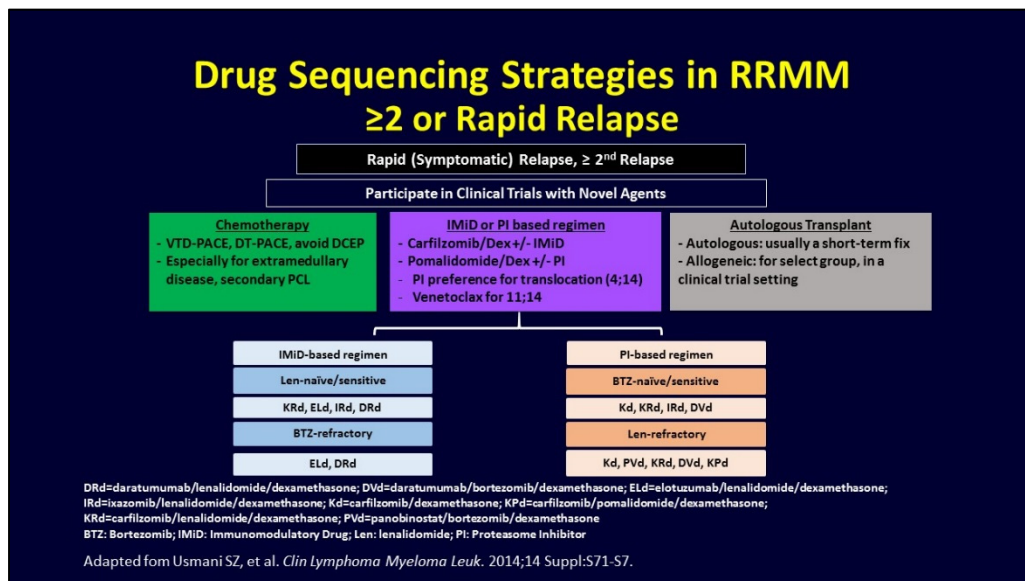 Drug Sequencing Strategies in RRMM
≥2 or Rapid Relapse
Rapid (Symptomatic) Relapse, ≥ 2nd Relapse
Participate in Clinical Trials with Novel Agents
Chemotherapy
- VTD-PACE, DT-PACE, avoid DCEP
- Especially for extramedullary
disease, secondary PCL
IMiD or PI based regimen
- Carfilzomib/Dex +/- IMiD
- Pomalidomide/Dex +/- PI
- PI preference for translocation (4;14)
- Venetoclax for 11;14
Autologous Transplant
- Autologous: usually a short-term fix
- Allogeneic: for select group, in a
clinical trial setting
IMiD-based regimen
Len-naïve/sensitive
KRd, ELd, IRd, DRd
BTZ-refractory
ELd, DRd
PI-based regimen
BTZ-naïve/sensitive
Kd, KRd, IRd, DVd
Len-refractory
Kd, PVd, KRd, DVd, KPd
DRd=daratumumab/lenalidomide/dexamethasone; DVd=daratumumab/bortezomib/dexamethasone; ELd=elotuzumab/lenalidomide/dexamethasone;
IRd=ixazomib/lenalidomide/dexamethasone; Kd=carfilzomib/dexamethasone; KPd=carfilzomib/pomalidomide/dexamethasone;
KRd=carfilzomib/lenalidomide/dexamethasone; PVd=panobinostat/bortezomib/dexamethasone
BTZ: Bortezomib; IMiD: Immunomodulatory Drug; Len: lenalidomide; PI: Proteasome Inhibitor
Adapted fom Usmani SZ, et al. Clin Lymphoma Myeloma Leuk. 2014;14 Suppl:S71-S7.